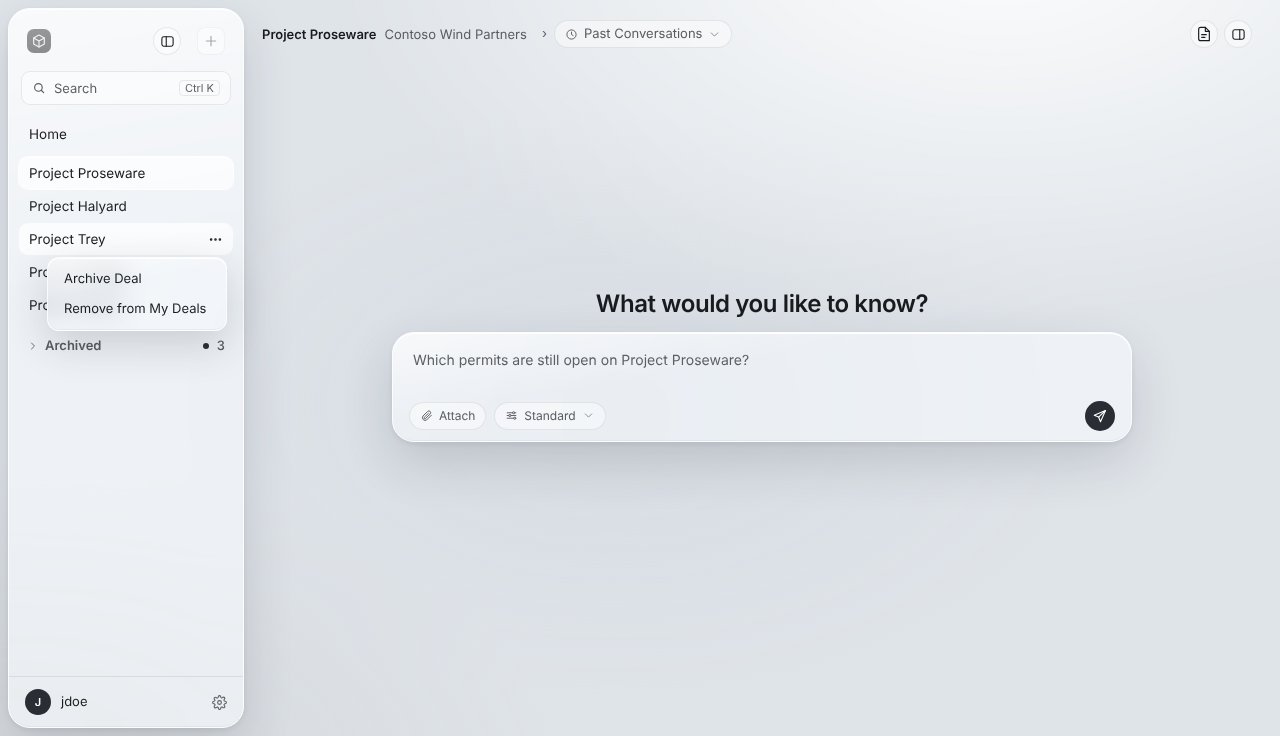 Project Proseware Contoso Wind Partners › Past Conversations
Search Ctrl K
Home
Project Proseware
Project Halyard
Project Trey
Archive Deal
Remove from My Deals
Archived 3
What would you like to know?
Which permits are still open on Project Proseware?
Attach Standard
J jdoe